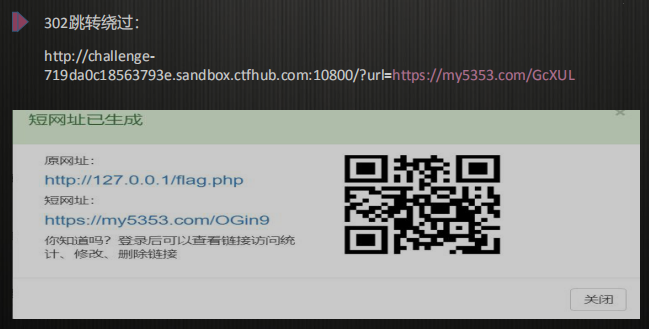 302跳转绕过：
http://challenge-
719da0c18563793e.sandbox.ctfhub.com:10800/?url=https://my5353.com/GcXUL
短网址已生成
原网址：
http://127.0.0.1/flag.php
短网址：
https://my5353.com/OGin9
你知道吗？登录后可以查看链接访问统
计、修改、删除链接
关闭